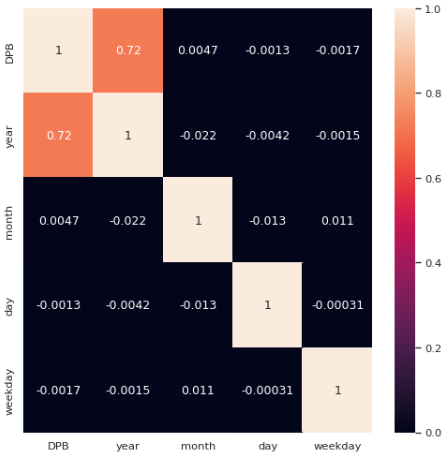 DPB 1 0.72 0.0047 -0.0013 -0.0017
year 0.72 1 -0.022 -0.0042 -0.0015
month 0.0047 -0.022 1 -0.013 0.011
day -0.0013 -0.0042 -0.013 1 -0.00031
weekday -0.0017 -0.0015 0.011 -0.00031 1
DPB year month day weekday
1.0
0.8
0.6
0.4
0.2
0.0